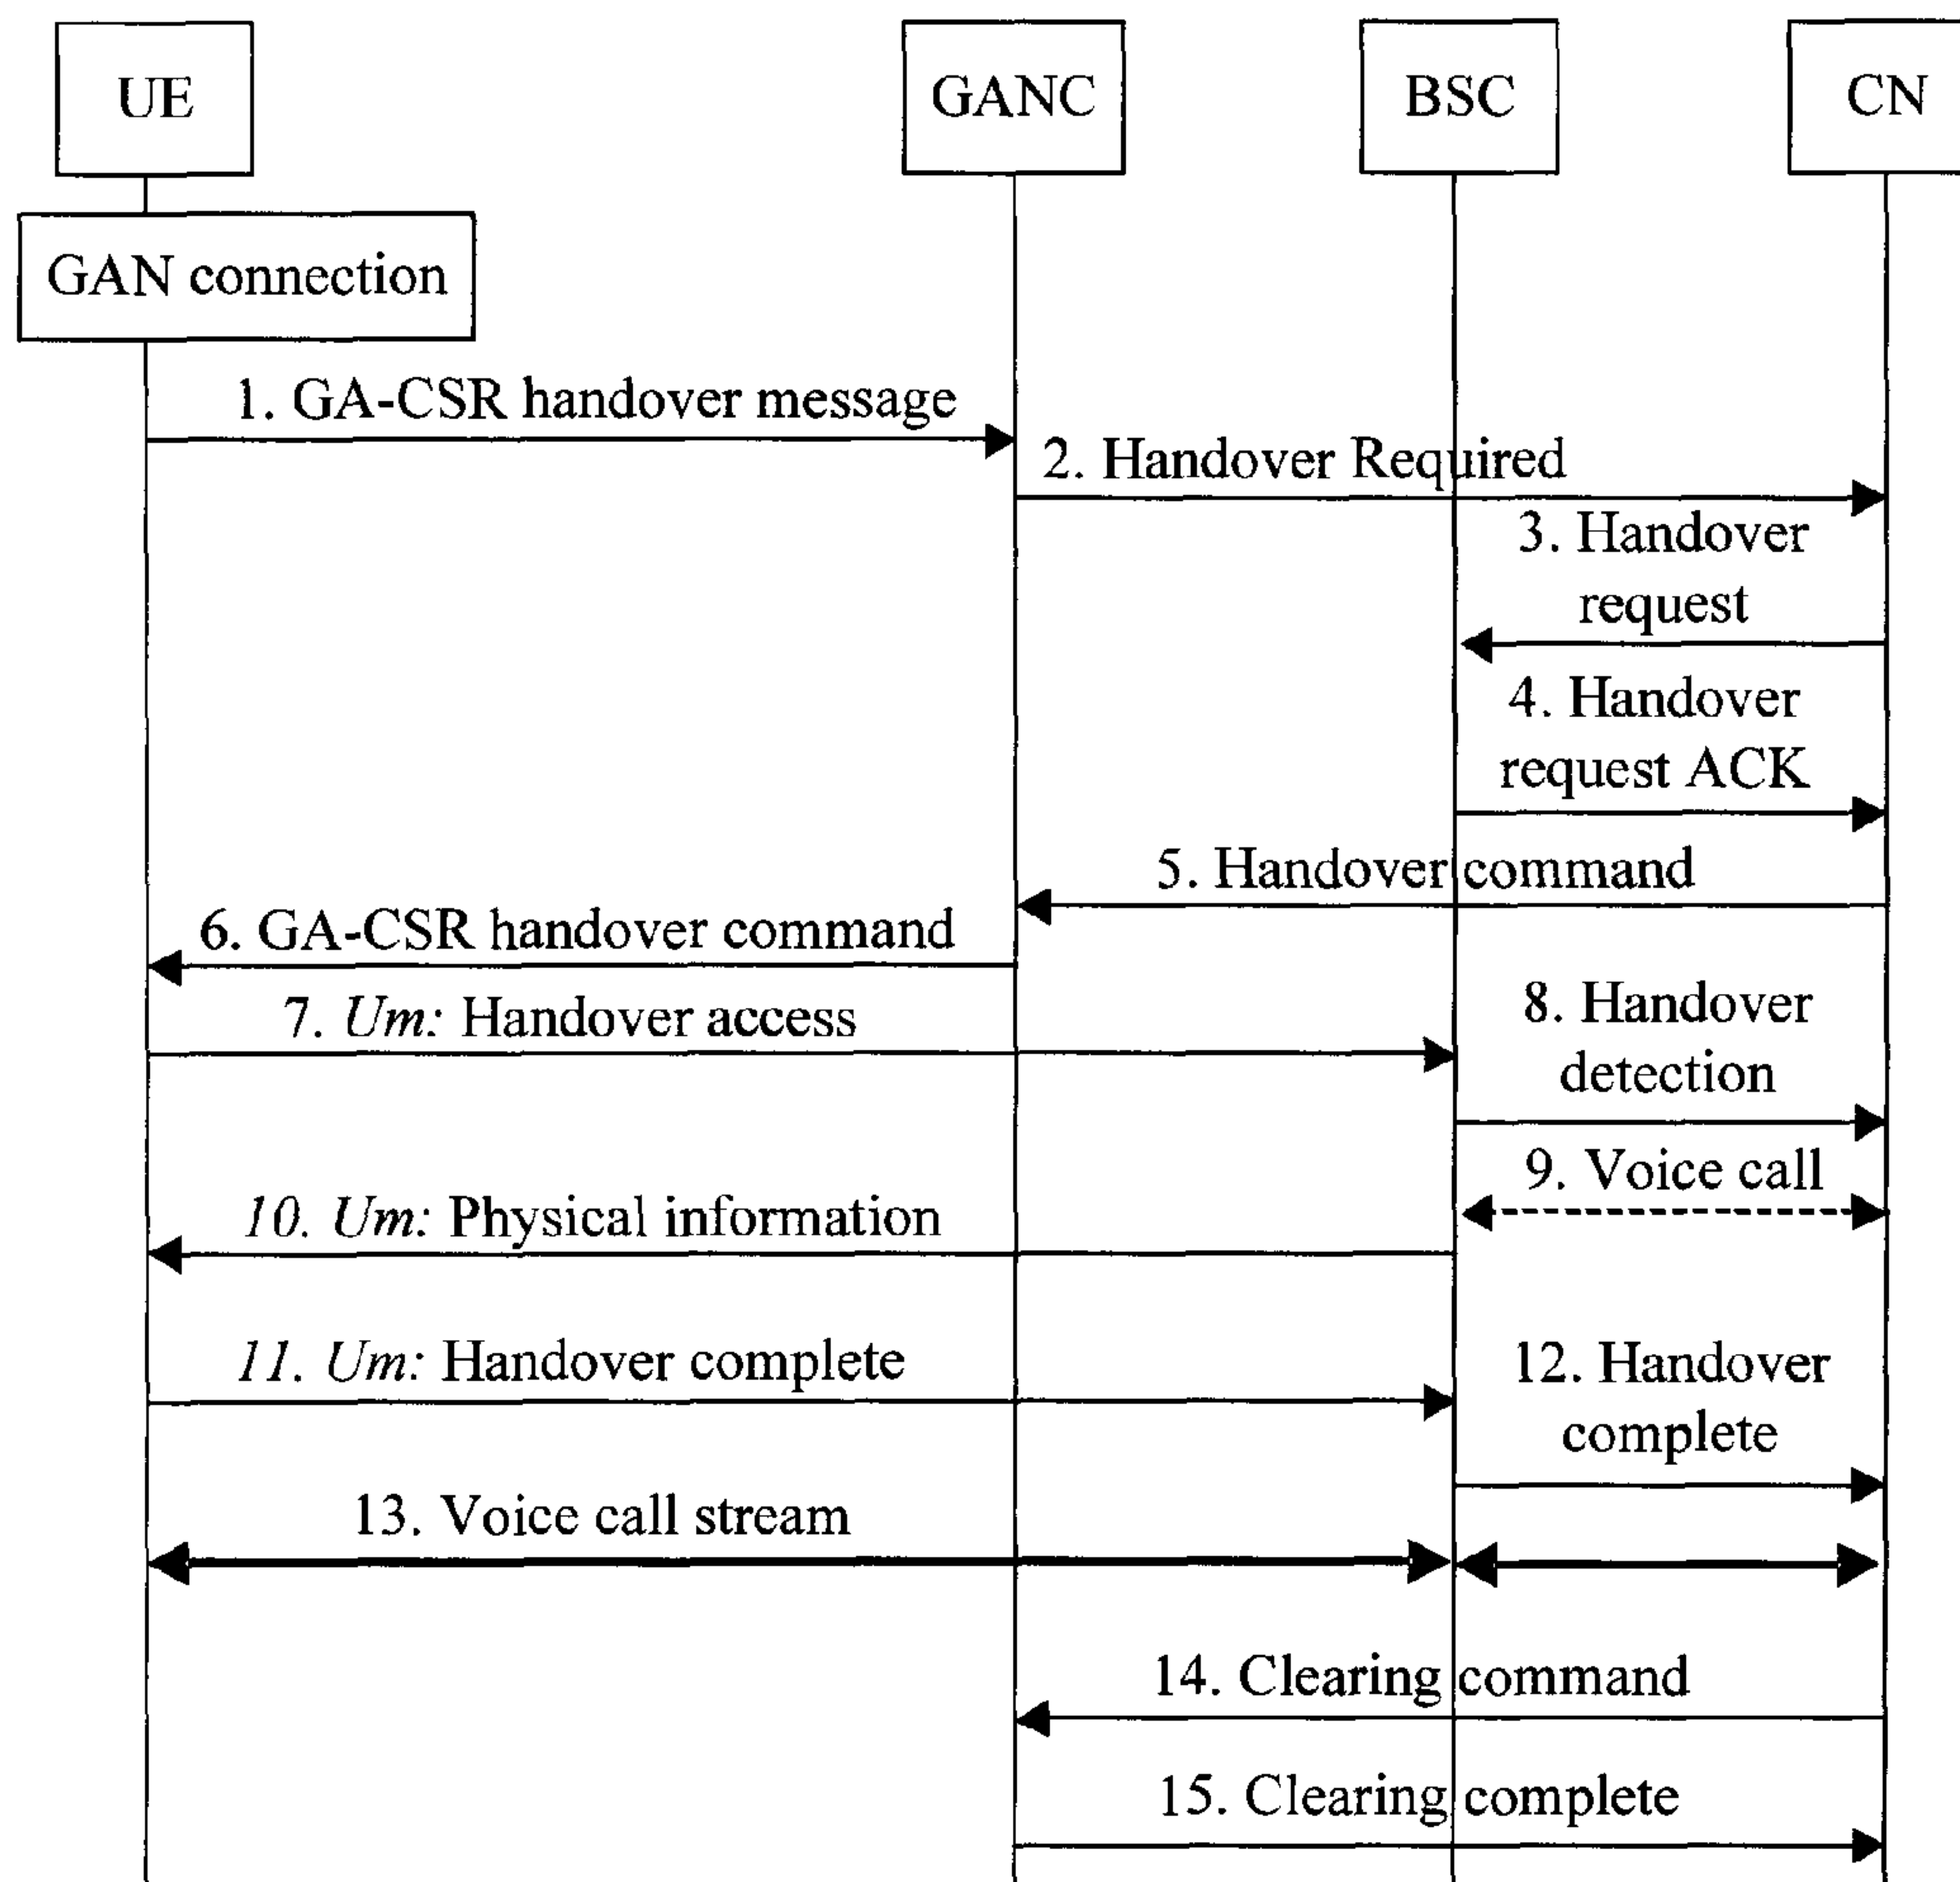 UE
GANC
BSC
CN
GAN connection
1. GA-CSR handover message
2. Handover Required
3. Handover
request
4. Handover
request ACK
5. Handover command
6. GA-CSR handover command
7. Um: Handover access
8. Handover
detection
9. Voice call
10. Um: Physical information
11. Um: Handover complete
12. Handover
complete
13. Voice call stream
14. Clearing command
15. Clearing complete